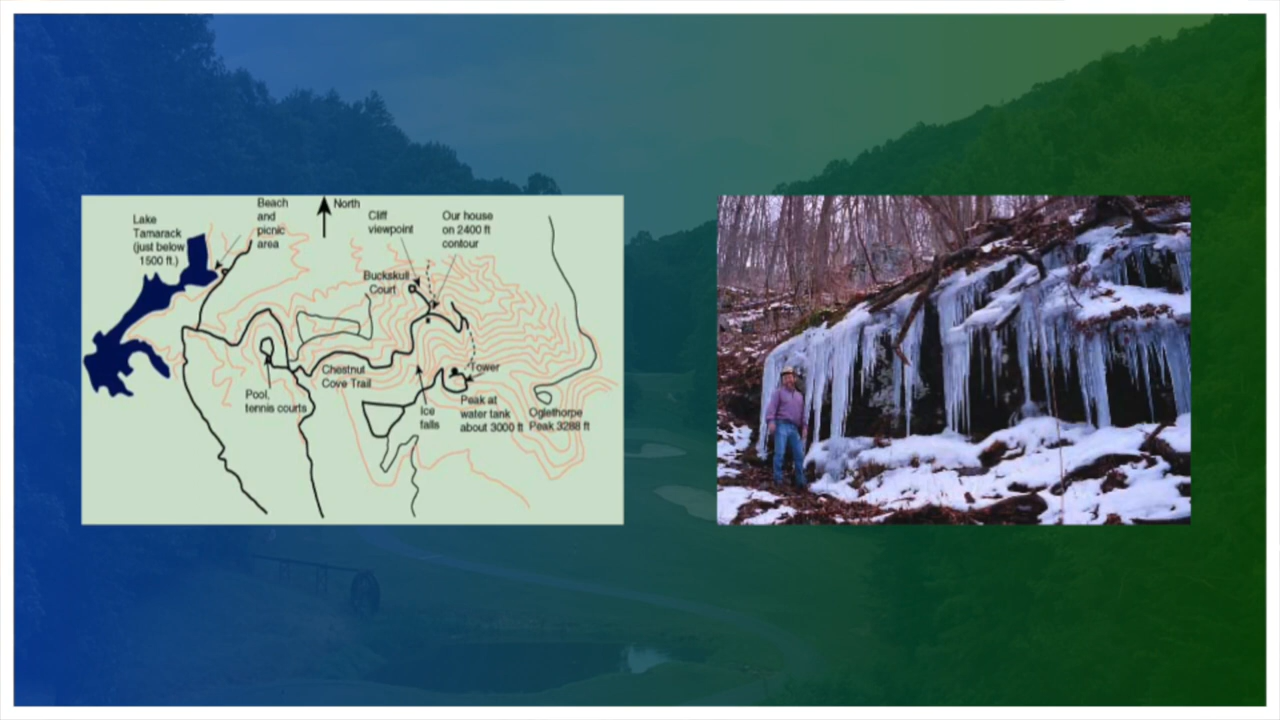 Lake
Tamarack
(just below
1500 ft.)
Beach
and
picnic
area
North
Cliff
viewpoint
Our house
on 2400 ft
contour
Buckskull
Court
Chestnut
Cove Trail
Tower
Pool,
tennis courts
Ice
falls
Peak at
water tank
about 3000 ft
Oglethorpe
Peak 3288 ft